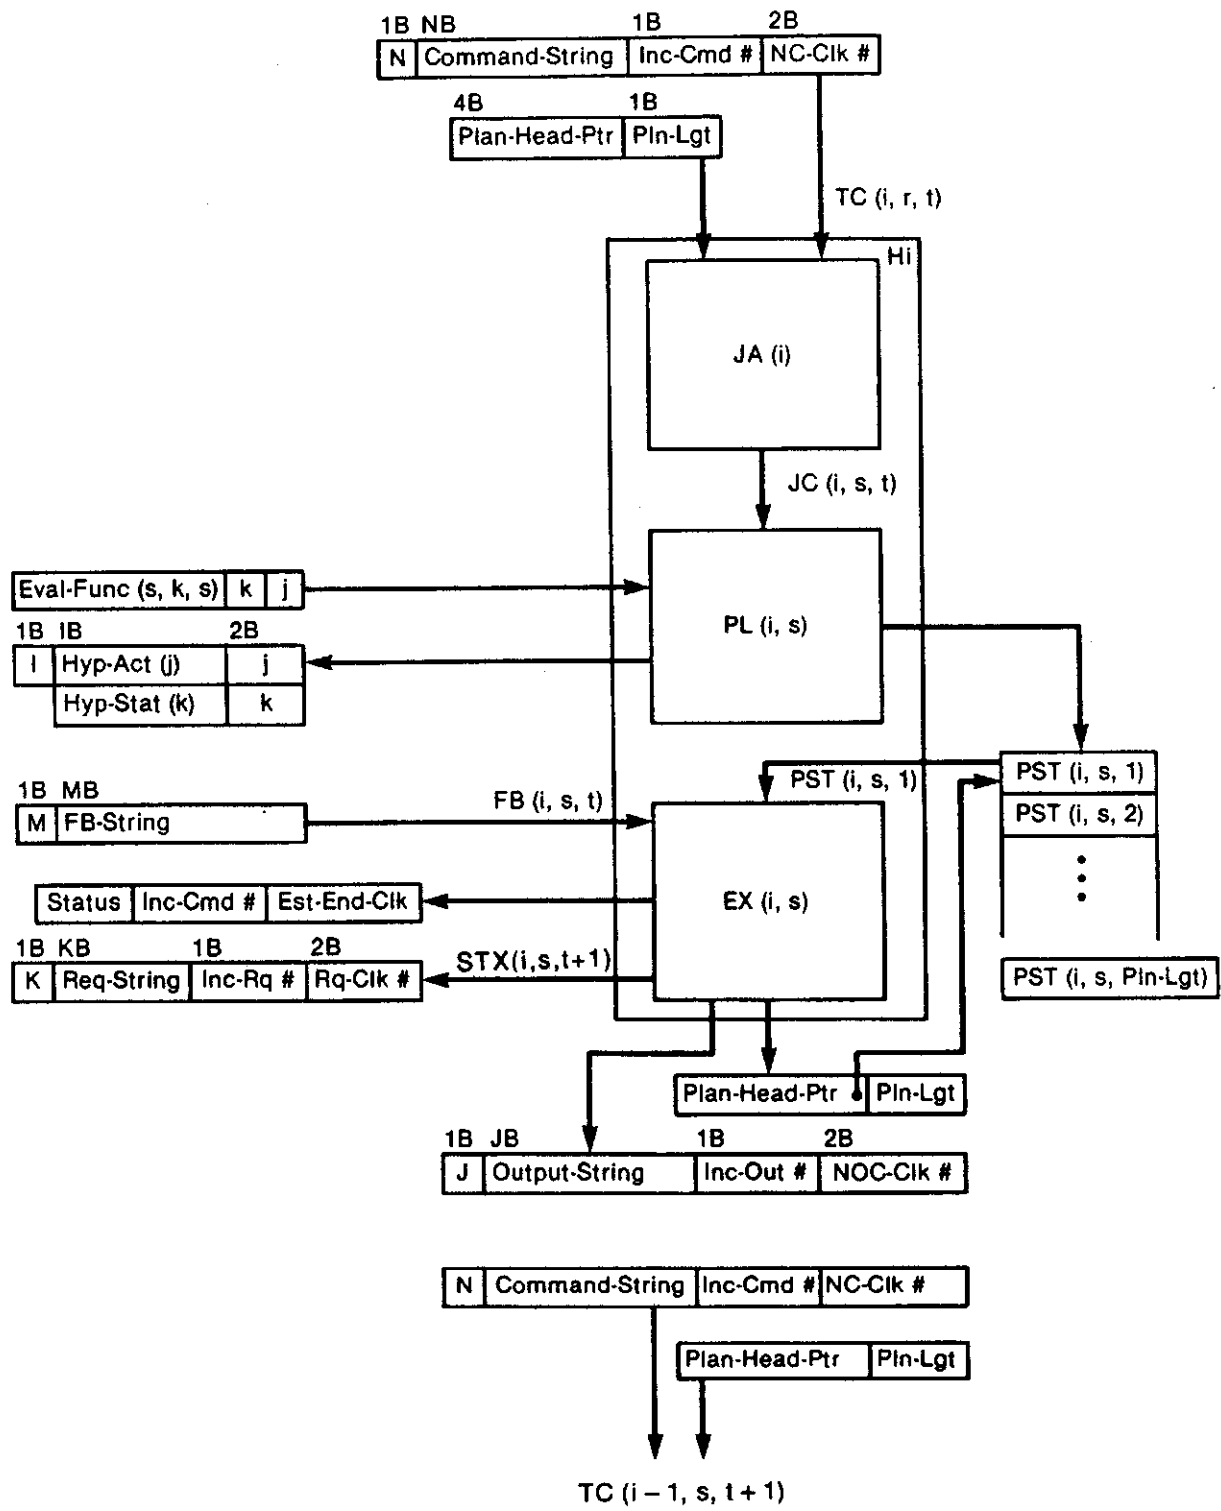 1B NB 1B 2B
N Command-String Inc-Cmd # NC-Clk #
4B 1B
Plan-Head-Ptr Pln-Lgt
TC (i, r, t)
Hi
JA (i)
JC (i, s, t)
Eval-Func (s, k, s) k j
PL (i, s)
1B IB 2B
I Hyp-Act (j) j
Hyp-Stat (k) k
PST (i, s, 1)
PST (i, s, 1)
PST (i, s, 2)
1B MB
FB (i, s, t)
M FB-String
EX (i, s)
Status Inc-Cmd # Est-End-Clk
1B KB 1B 2B
STX(i,s,t+1)
K Req-String Inc-Rq # Rq-Clk #
PST (i, s, Pln-Lgt)
Plan-Head-Ptr Pln-Lgt
1B JB 1B 2B
J Output-String Inc-Out # NOC-Clk #
N Command-String Inc-Cmd # NC-Clk #
Plan-Head-Ptr Pln-Lgt
TC (i – 1, s, t + 1)